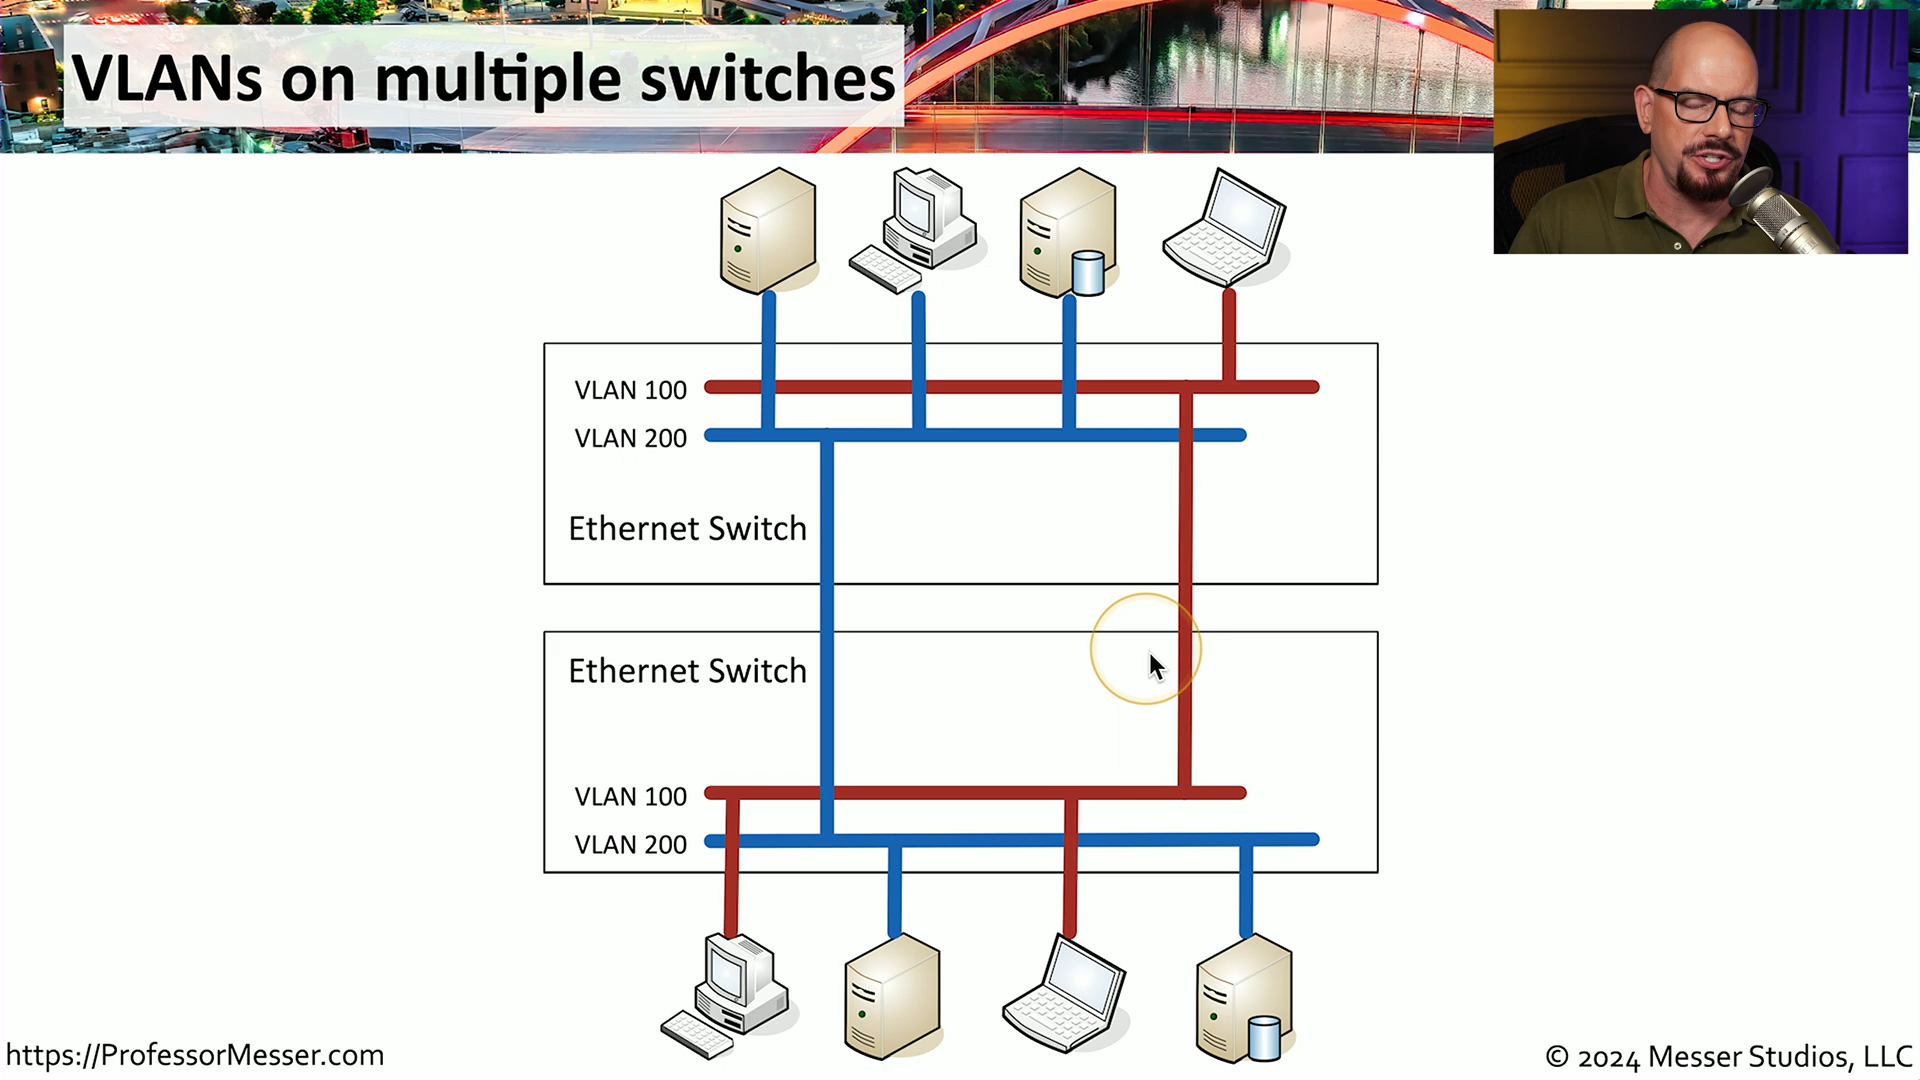 VLANs on multiple switches
VLAN 100
VLAN 200
Ethernet Switch
Ethernet Switch
VLAN 100
VLAN 200
https://ProfessorMesser.com
© 2024 Messer Studios, LLC